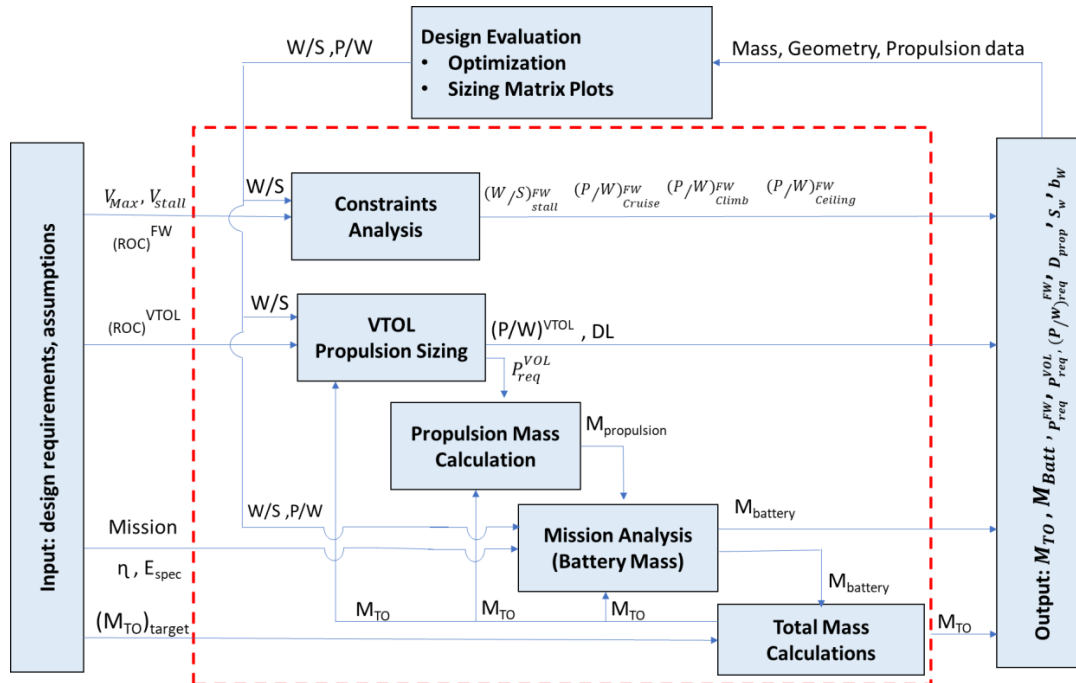 W/S ,P/W
Design Evaluation
• Optimization
• Sizing Matrix Plots
Mass, Geometry, Propulsion data
Input: design requirements, assumptions
V_Max, V_stall
(ROC)^FW
W/S
Constraints
Analysis
(W/S)^FW_stall (P/W)^FW_Cruise (P/W)^FW_Climb (P/W)^FW_Ceiling
W/S
(ROC)^VTOL
VTOL
Propulsion Sizing
(P/W)^VTOL , DL
P^VOL_req
Propulsion Mass
Calculation
M_propulsion
W/S ,P/W
Mission
η , E_spec
Mission Analysis
(Battery Mass)
M_battery
M_battery
(M_TO)_target
M_TO
M_TO
M_TO
Total Mass
Calculations
M_TO
Output: M_TO , M_Batt , P^FW_req P^VOL_req, (P/W)^FW_req, D_prop, S_w, b_W